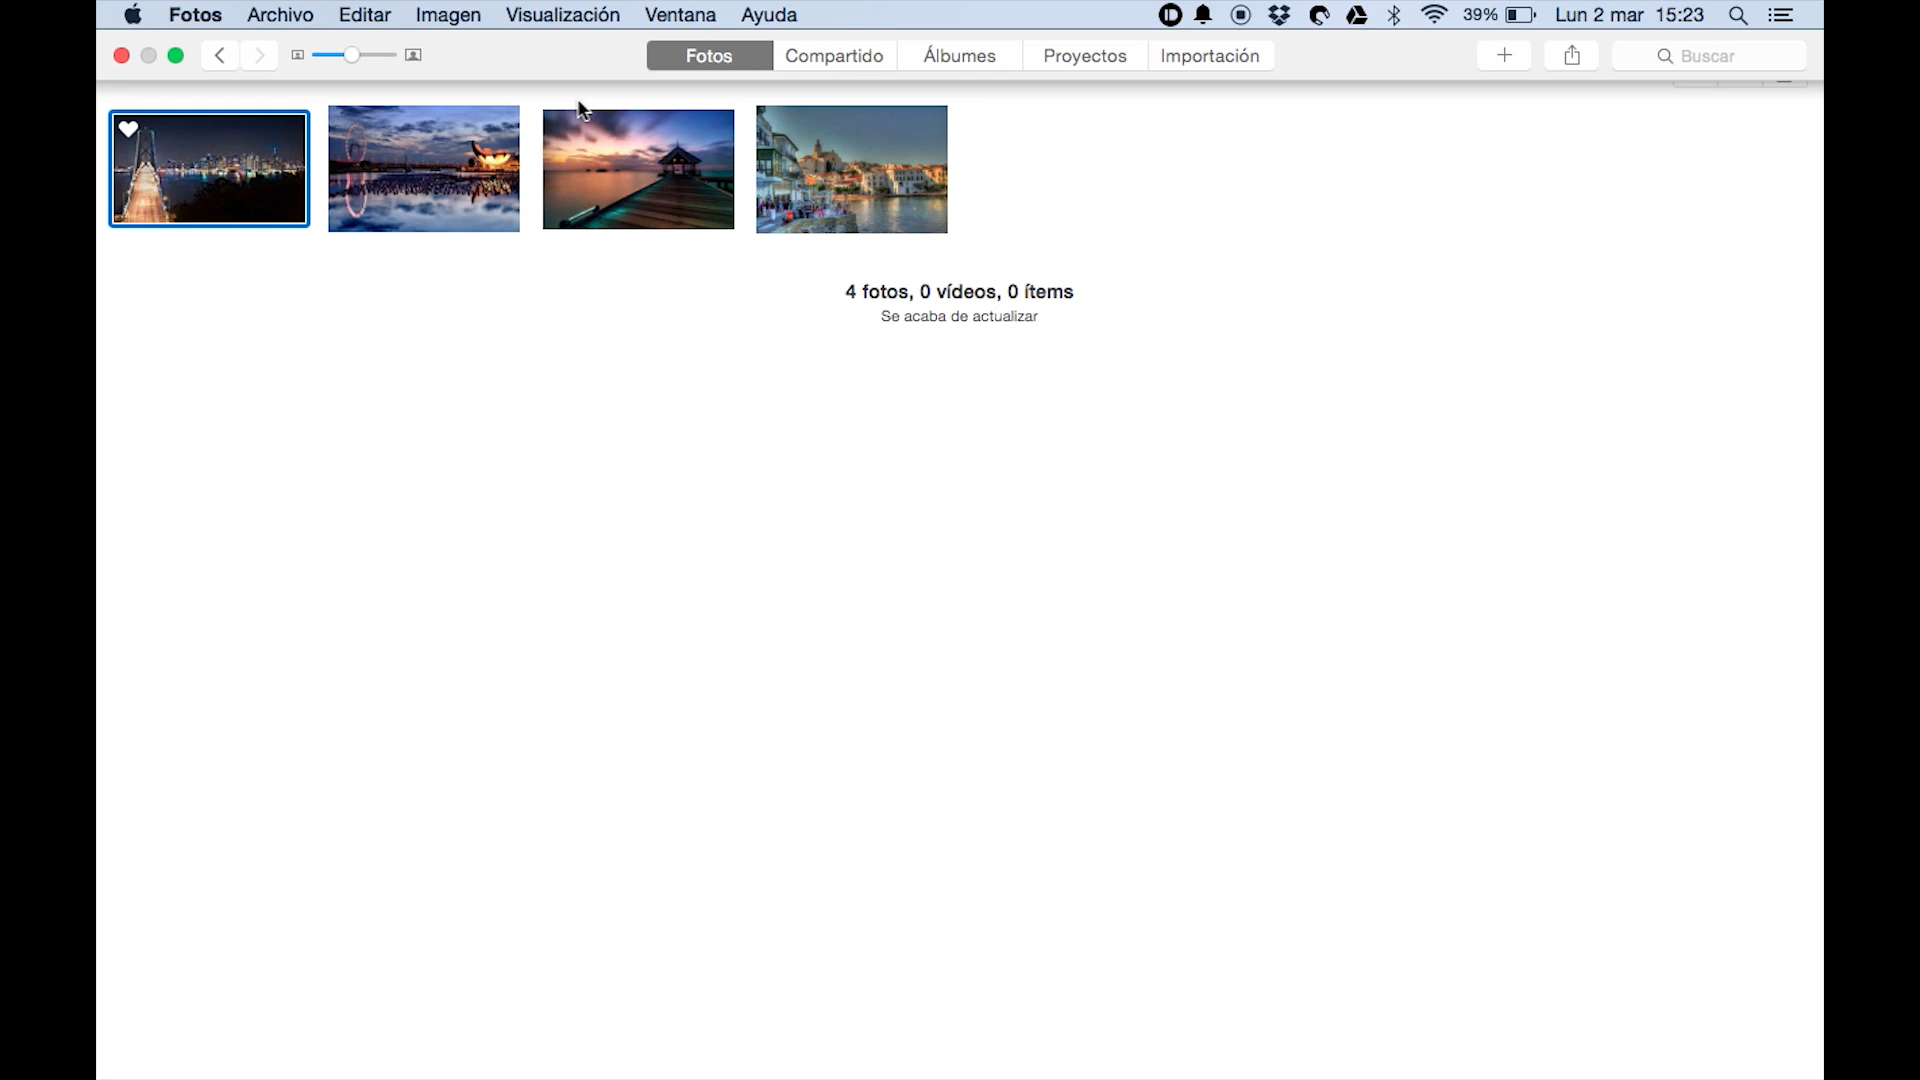 Fotos Archivo Editar Imagen Visualización Ventana Ayuda 39% Lun 2 mar 15:23
Fotos Compartido Álbumes Proyectos Importación Buscar
4 fotos, 0 vídeos, 0 ítems
Se acaba de actualizar